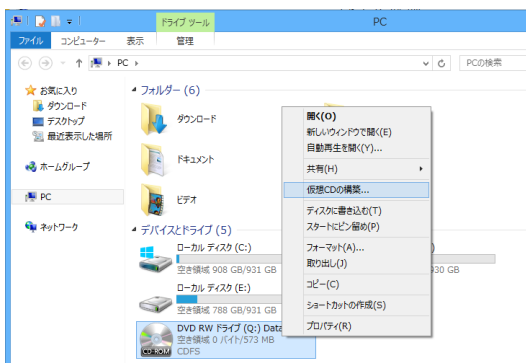 ドライブ ツール
PC
ファイル コンピューター 表示 管理
PC
PCの検索
お気に入り
ダウンロード
デスクトップ
最近表示した場所
ホームグループ
PC
ネットワーク
フォルダー (6)
ダウンロード
ドキュメント
ビデオ
デバイスとドライブ (5)
ローカル ディスク (C:)
空き領域 908 GB/931 GB
ローカル ディスク (E:)
空き領域 788 GB/931 GB
DVD RW ドライブ (Q:) Data
空き領域 0 バイト/573 MB
CDFS
CD-ROM
開く(O)
新しいウィンドウで開く(E)
自動再生を開く(Y)...
共有(H)
仮想CDの構築...
ディスクに書き込む(T)
スタートにピン留め(P)
フォーマット(A)...
取り出し(J)
コピー(C)
ショートカットの作成(S)
プロパティ(R)
)
930 GB